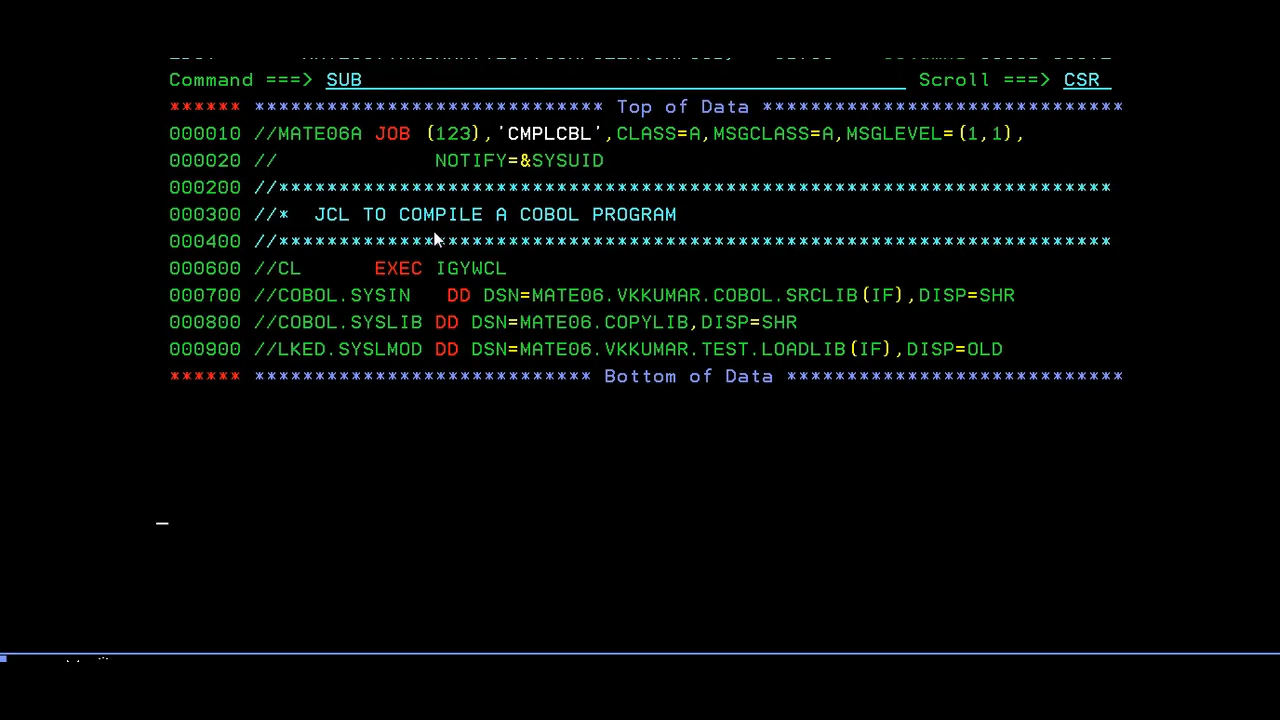 Command ===> SUB Scroll ===> CSR
****** ***************************** Top of Data ******************************
000010 //MATE06A JOB (123),'CMPLCBL',CLASS=A,MSGCLASS=A,MSGLEVEL=(1,1),
000020 // NOTIFY=&SYSUID
000200 //*********************************************************************
000300 //* JCL TO COMPILE A COBOL PROGRAM
000400 //*********************************************************************
000600 //CL EXEC IGYWCL
000700 //COBOL.SYSIN DD DSN=MATE06.VKKUMAR.COBOL.SRCLIB(IF),DISP=SHR
000800 //COBOL.SYSLIB DD DSN=MATE06.COPYLIB,DISP=SHR
000900 //LKED.SYSLMOD DD DSN=MATE06.VKKUMAR.TEST.LOADLIB(IF),DISP=OLD
****** **************************** Bottom of Data ****************************